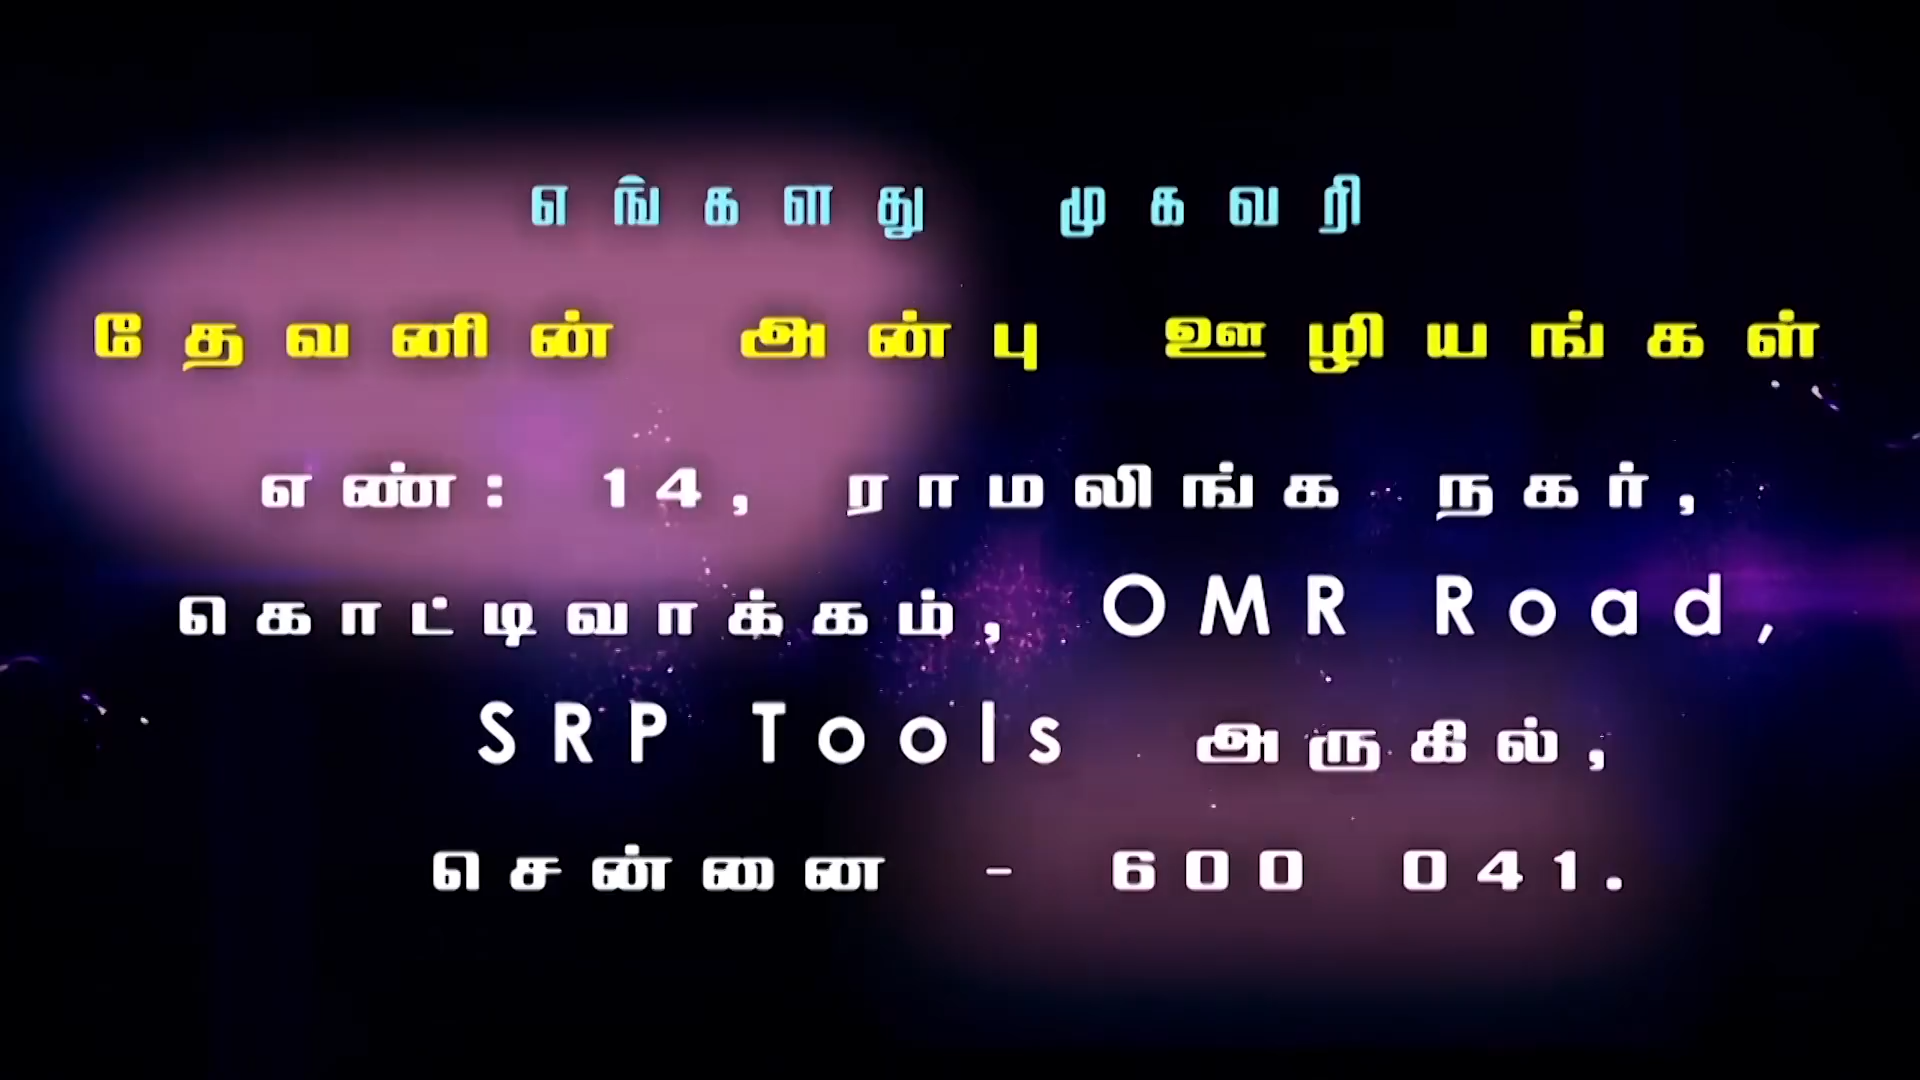 எங்களது முகவரி
தேவனின் அன்பு ஊழியங்கள்
எண்: 14, ராமலிங்க நகர்,
கொட்டிவாக்கம், OMR Road,
SRP Tools அருகில்,
சென்னை - 600 041.